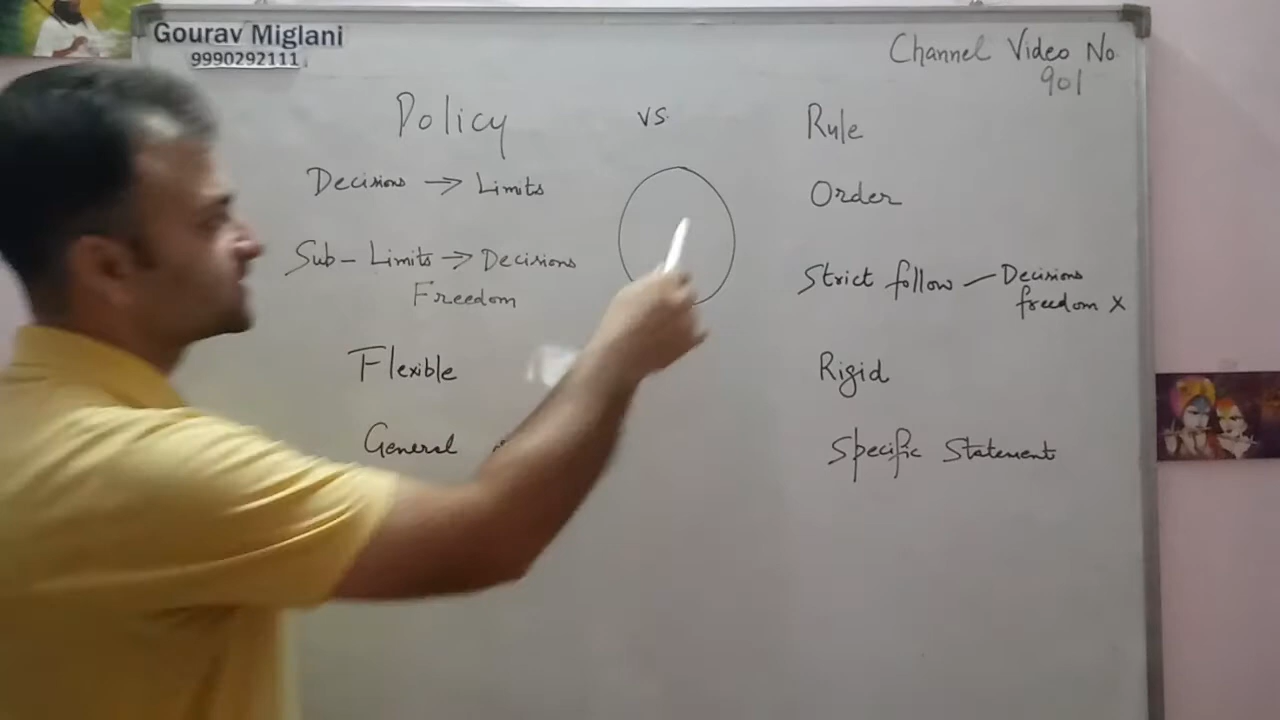 Gourav Miglani
9990292111
Channel Video No
901
Policy vs Rule
Decisions → Limits
Order
Sub-Limits → Decisions
Freedom
Strict follow – Decisions
freedom X
Flexible
Rigid
General
Specific Statement